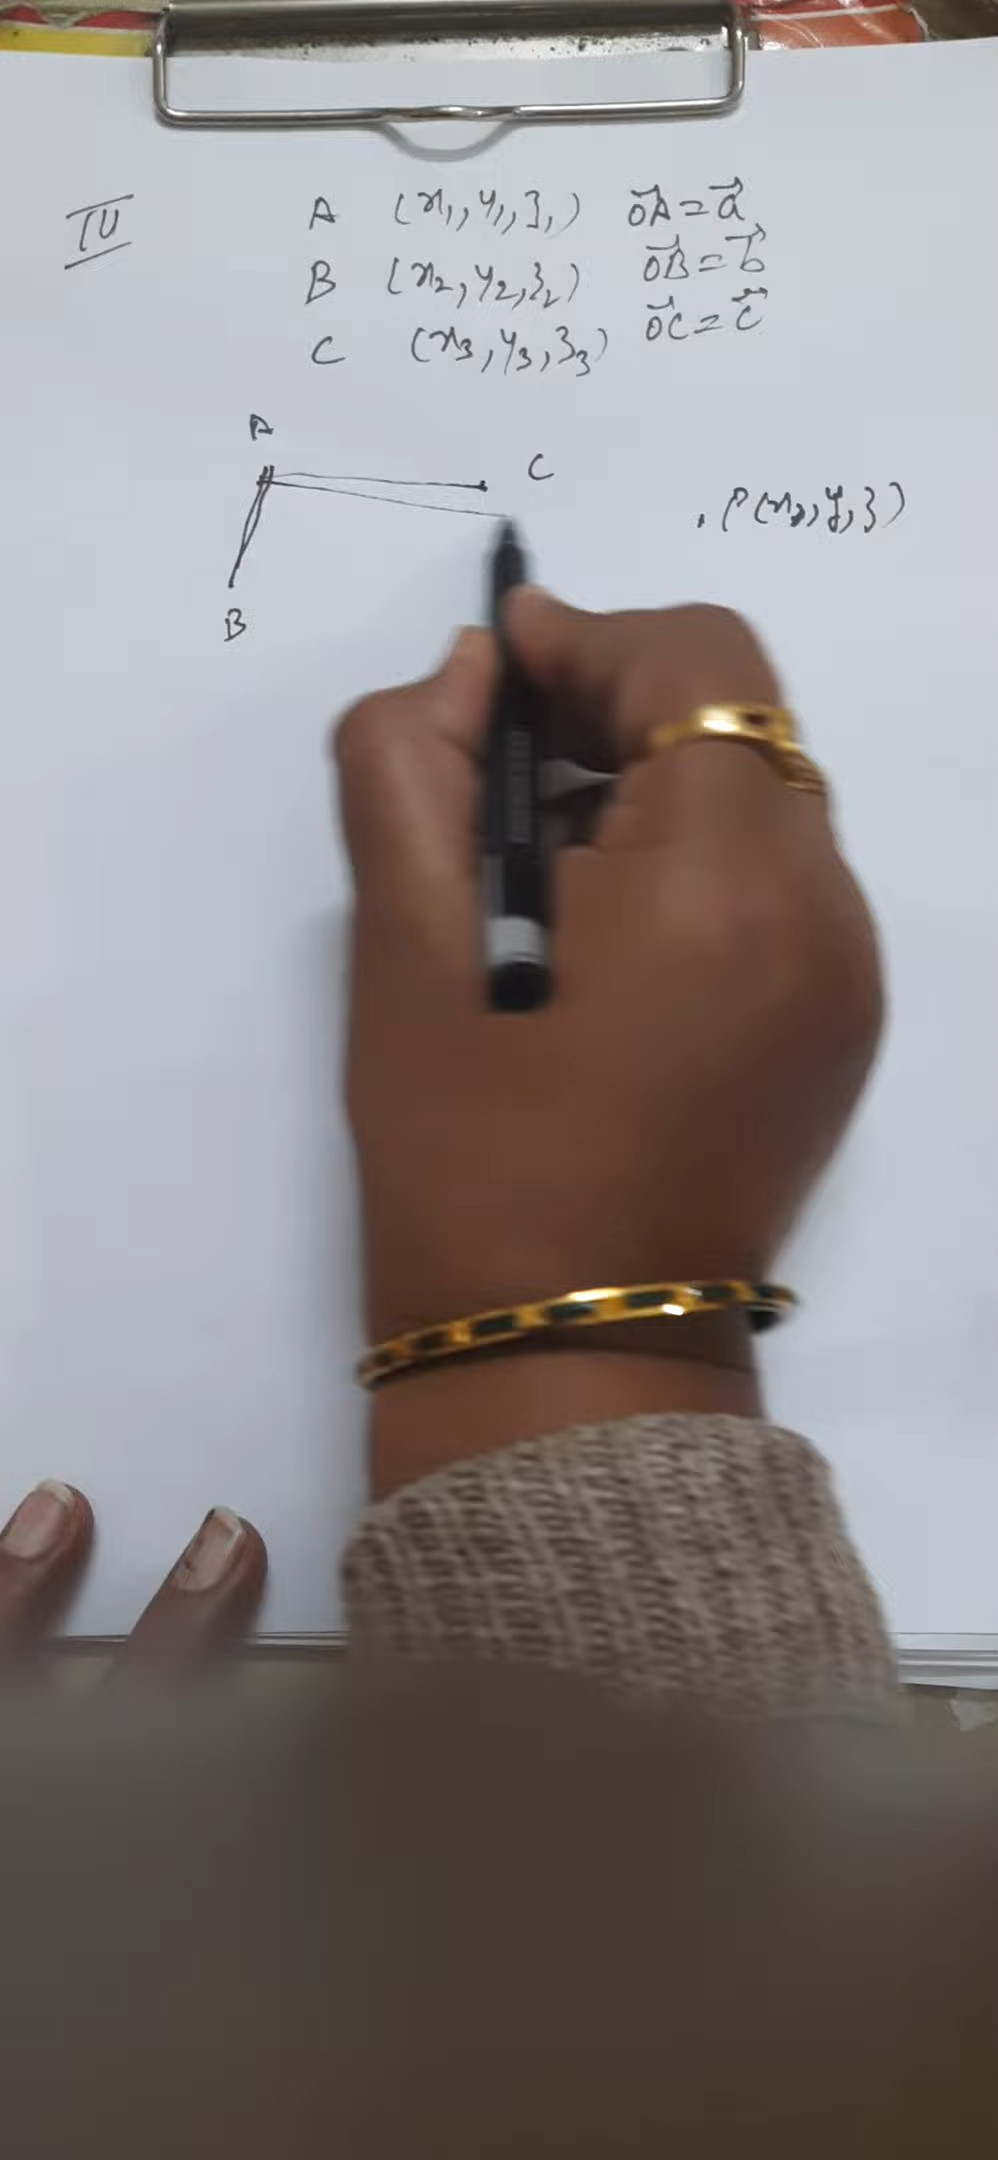 IV
A (x₁, y₁, z₁) →OA = →a
B (x₂, y₂, z₂) →OB = →b
C (x₃, y₃, z₃) →OC = →c
A
C
. P(x, y, z)
B